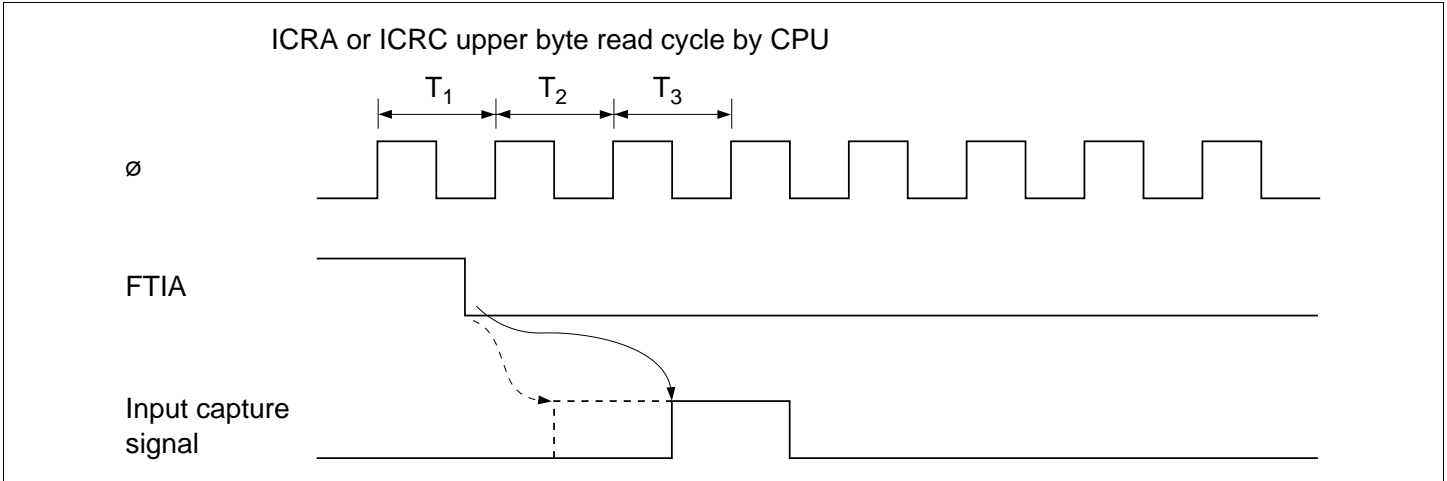 ICRA or ICRC upper byte read cycle by CPU
T1 T2 T3
ø
FTIA
Input capture
signal